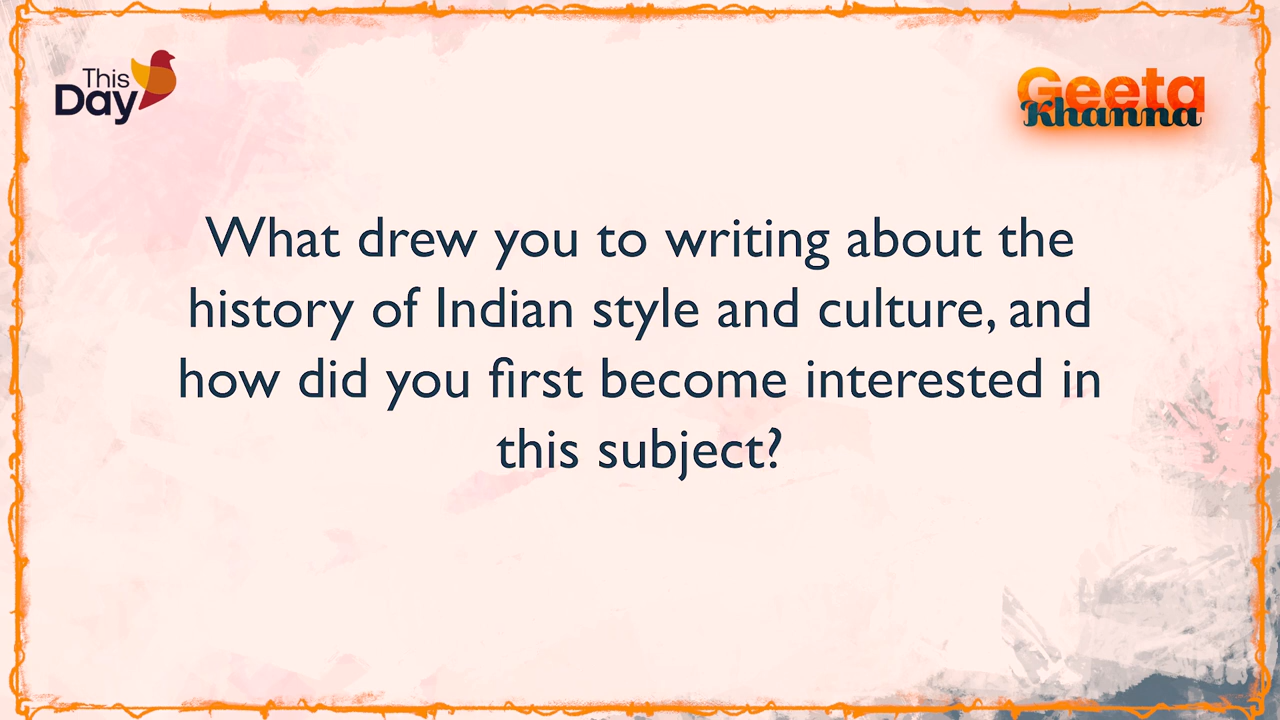 This
Day
Geeta
Khanna
What drew you to writing about the
history of Indian style and culture, and
how did you first become interested in
this subject?